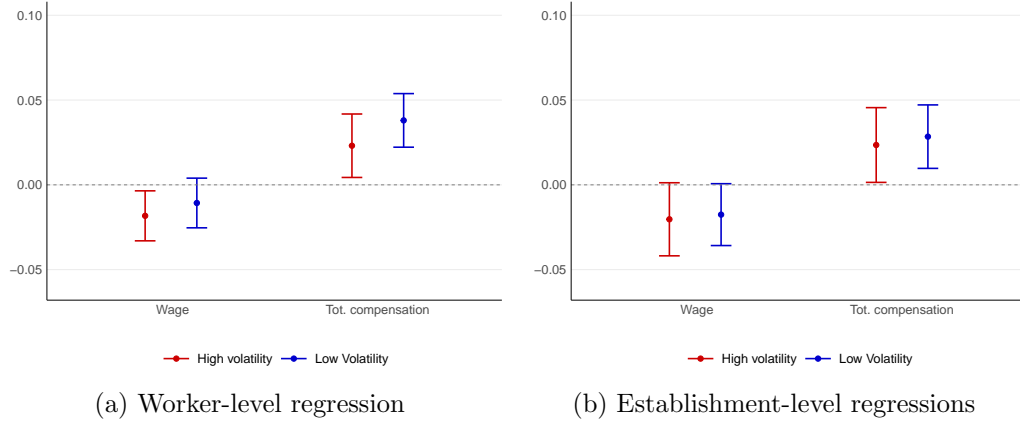 0.10
0.05
0.00
−0.05
Wage
Tot. compensation
High volatility
Low Volatility
(a) Worker-level regression
0.10
0.05
0.00
−0.05
Wage
Tot. compensation
High volatility
Low Volatility
(b) Establishment-level regressions